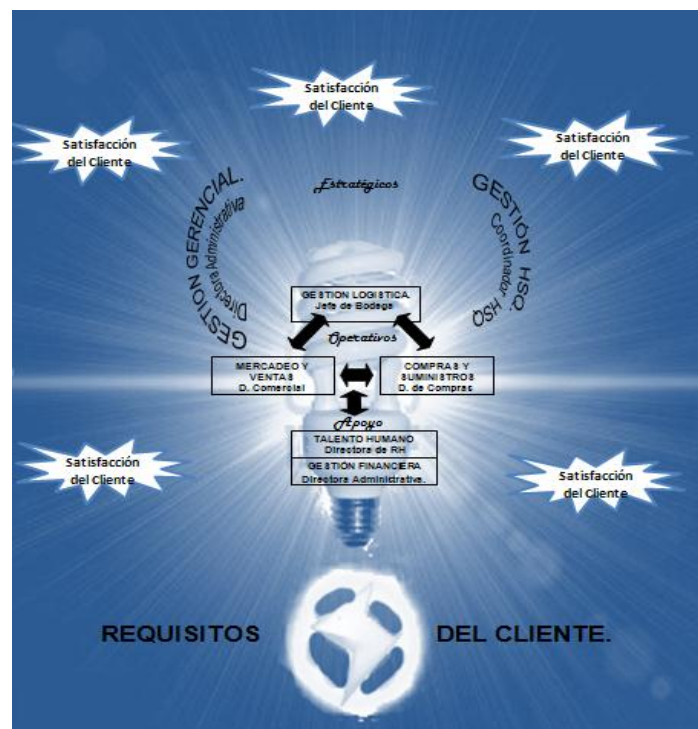 Satisfacción
del Cliente
Satisfacción
del Cliente
Satisfacción
del Cliente
Estratégicos
GESTION GERENCIAL.
Directora Administrativa
GESTIÓN HSQ.
Coordinador HSQ
GESTION LOGISTICA.
Jefe de Bodega
Operativos
MERCADEO Y
VENTAS
D. Comercial
COMPRAS Y
SUMINISTROS
D. de Compras
Apoyo
TALENTO HUMANO
Directora de RH
GESTIÓN FINANCIERA
Directora Administrativa.
Satisfacción
del Cliente
Satisfacción
del Cliente
REQUISITOS DEL CLIENTE.